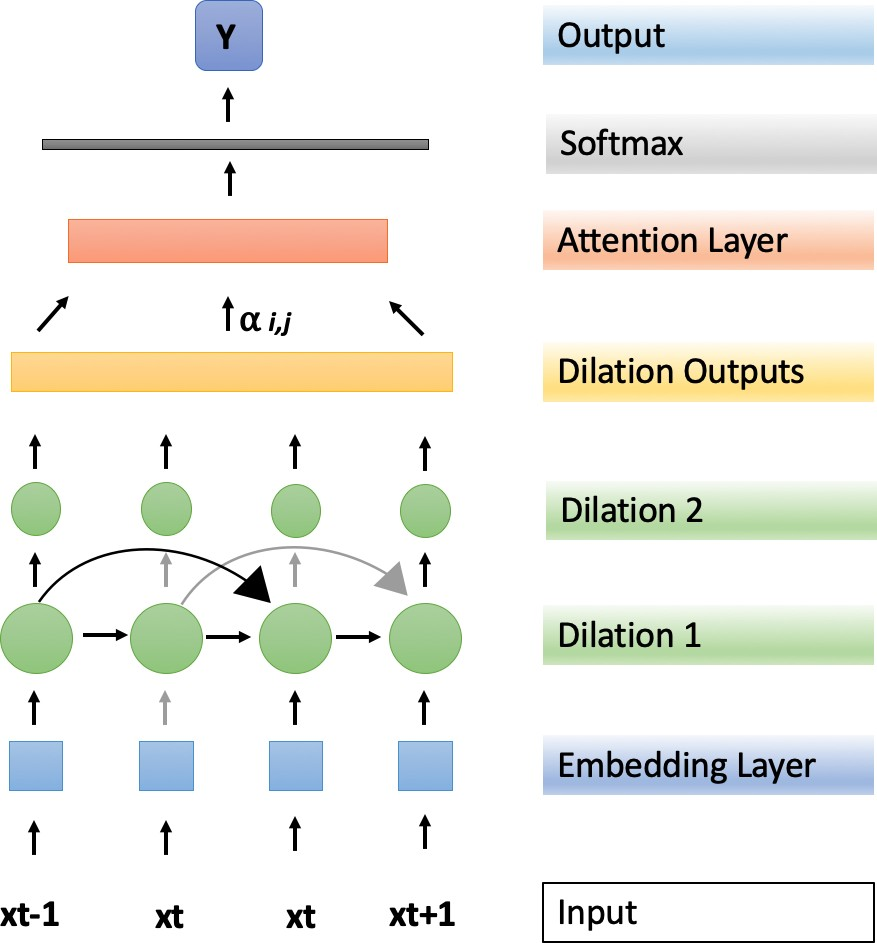 Y
Output
Softmax
Attention Layer
α i,j
Dilation Outputs
Dilation 2
Dilation 1
Embedding Layer
xt-1 xt xt xt+1
Input